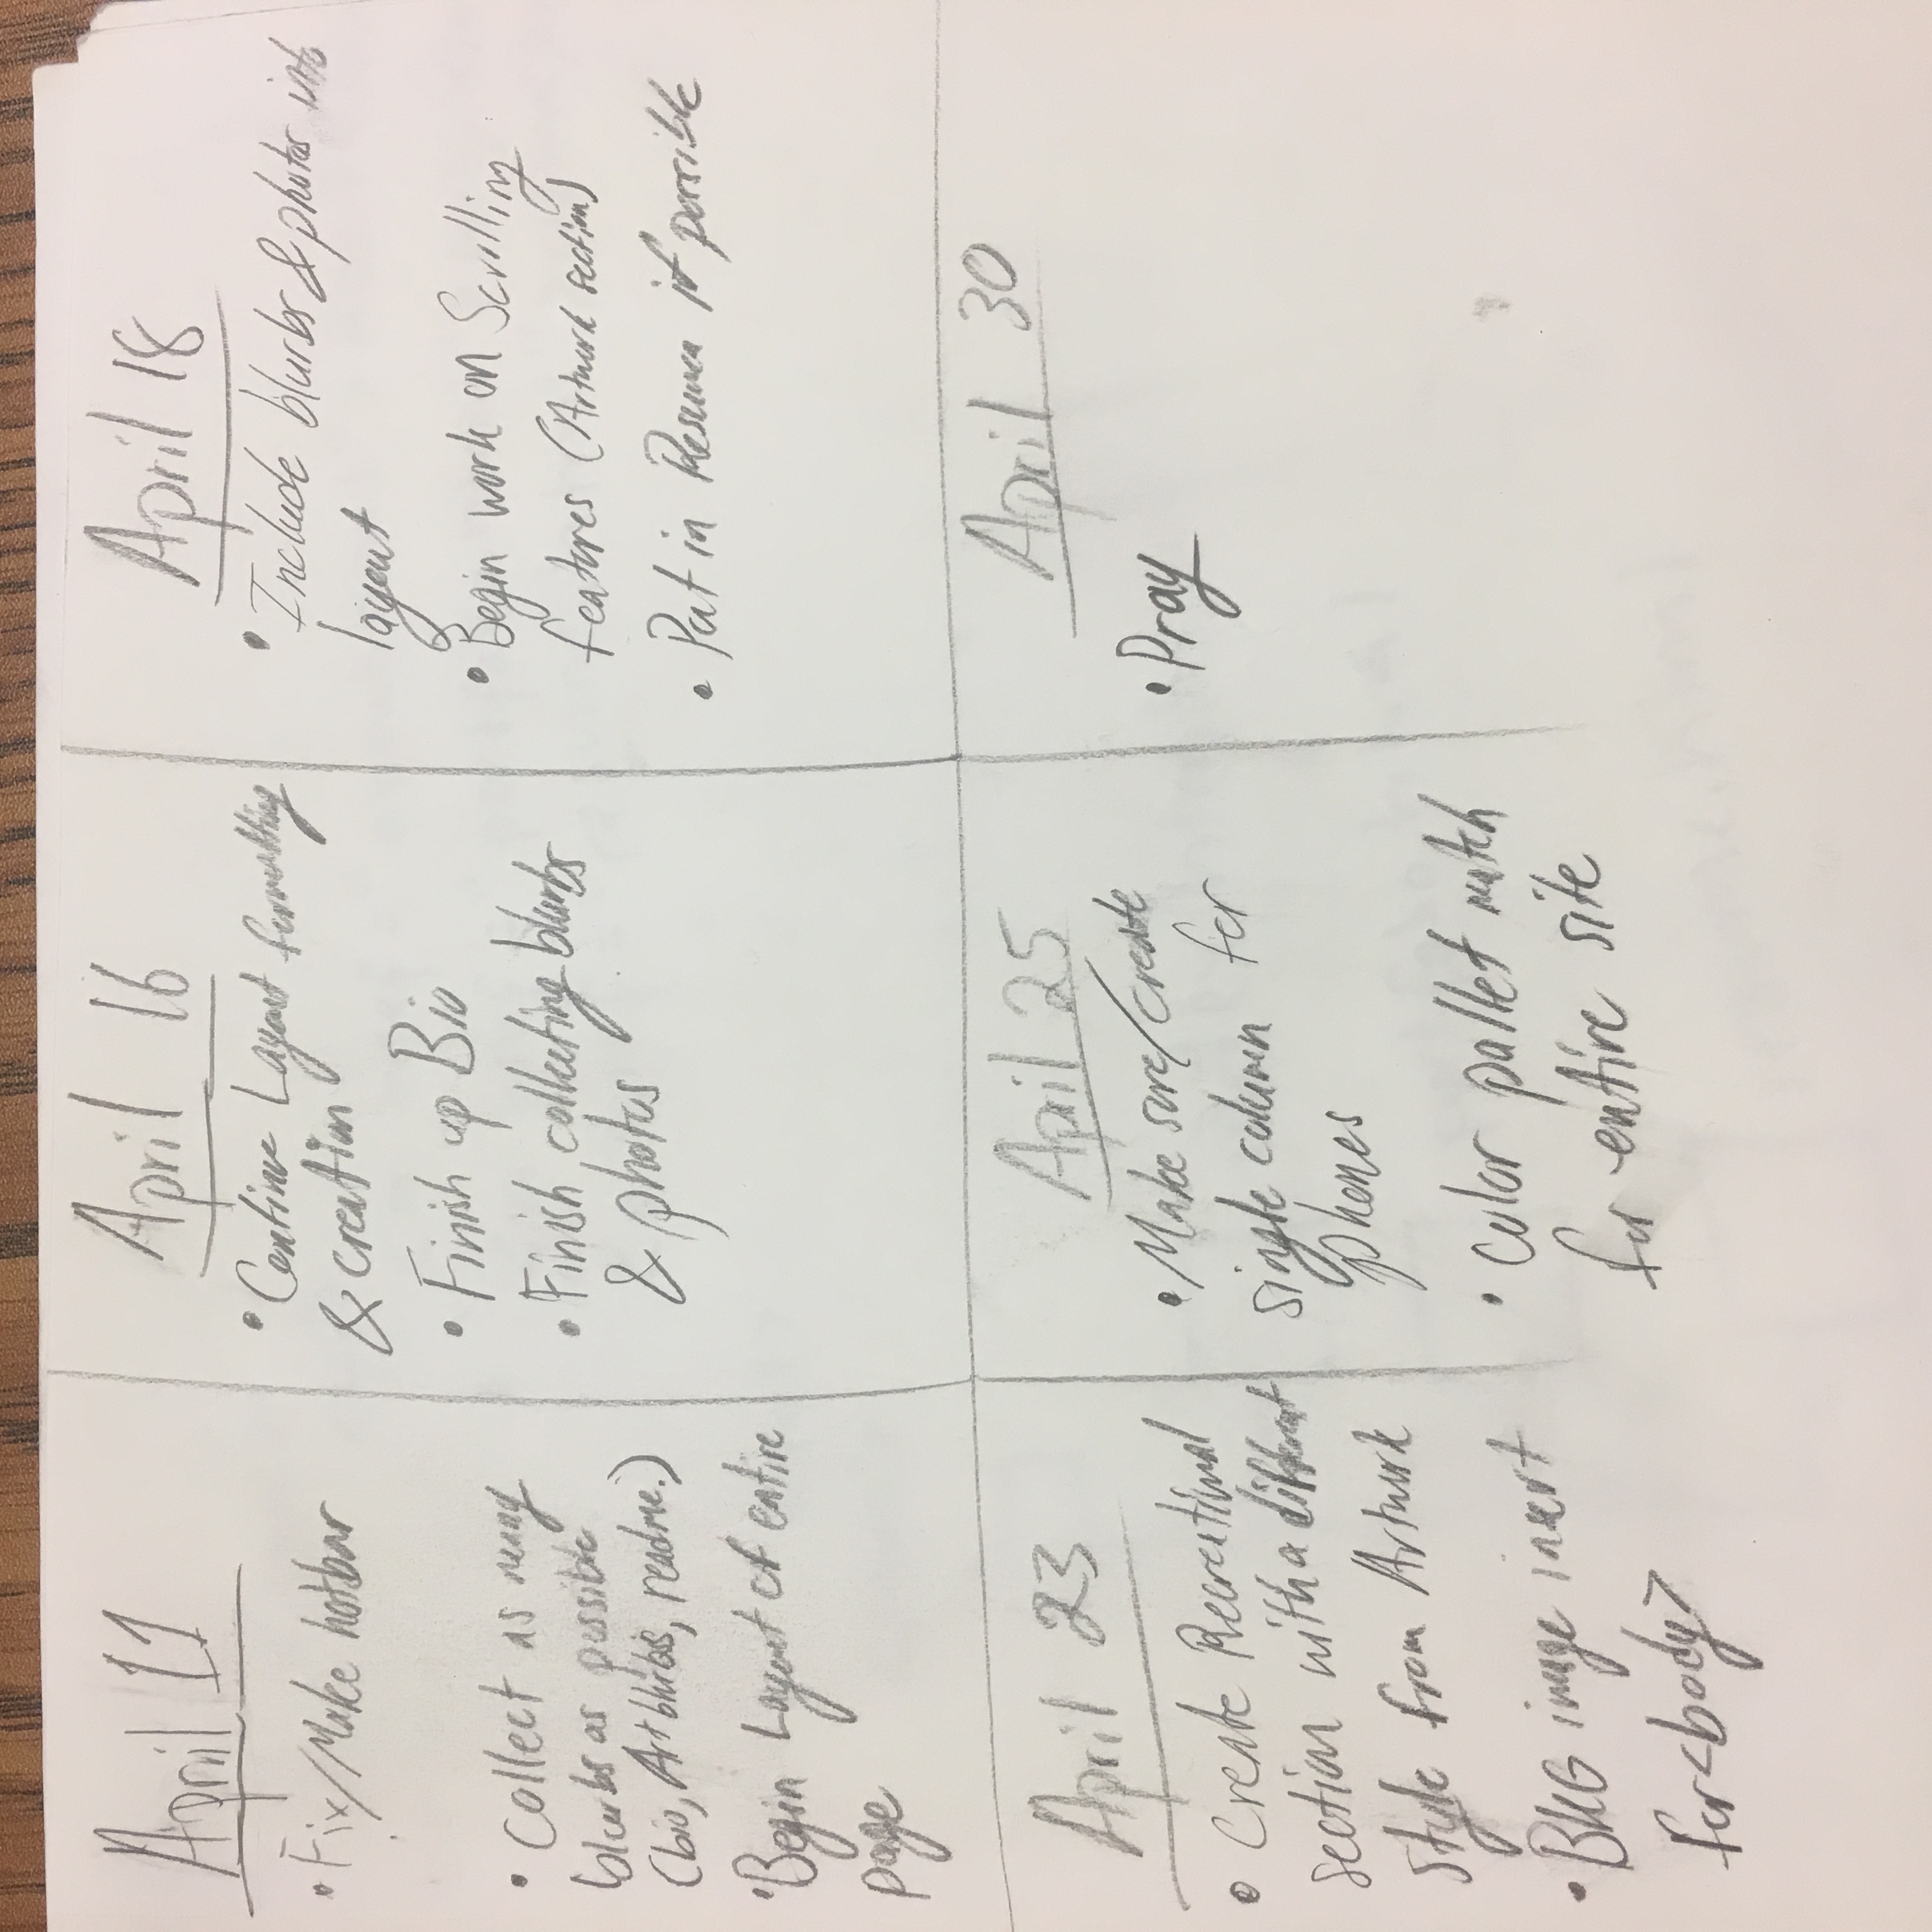 April 11
• Fix/Make hotbar
• Collect as many
blurbs as possible
(bio, Art blurbs, readme.)
• Begin Layout of entire
page
April 16
• Continue Layout formatting
& creation
• Finish up Bio
• Finish collecting blurbs
& photos
April 18
• Include blurbs & photos into
layout
• Begin work on Scrolling
features (Artwork section)
• Put in Resume if possible
April 23
• Create Recreational
section with a different
style from Artwork
• BKG image insert
for <body>
April 25
• Make sure/create
single column for
phones
• Color pallet match
for entire site
April 30
• Pray